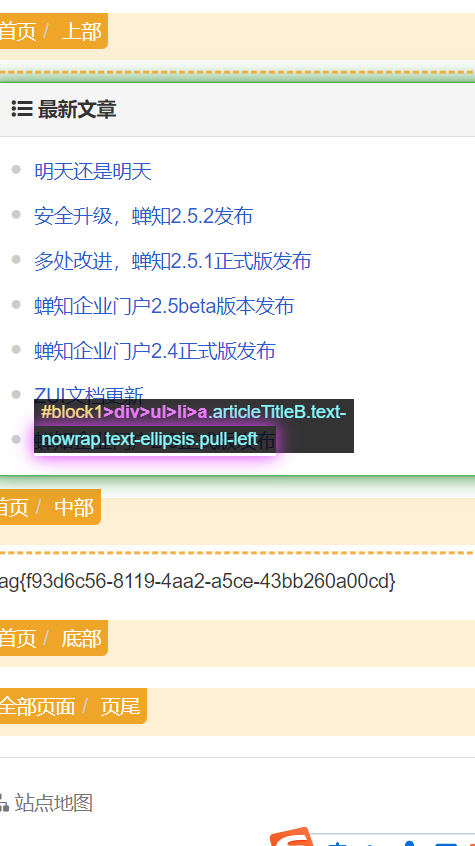 首页 / 上部
最新文章
明天还是明天
安全升级，蝉知2.5.2发布
多处改进，蝉知2.5.1正式版发布
蝉知企业门户2.5beta版本发布
蝉知企业门户2.4正式版发布
ZUI文档更新
#block1>div>ul>li>a.articleTitleB.text-
nowrap.text-ellipsis.pull-left
首页 / 中部
ag{f93d6c56-8119-4aa2-a5ce-43bb260a00cd}
首页 / 底部
全部页面 / 页尾
站点地图